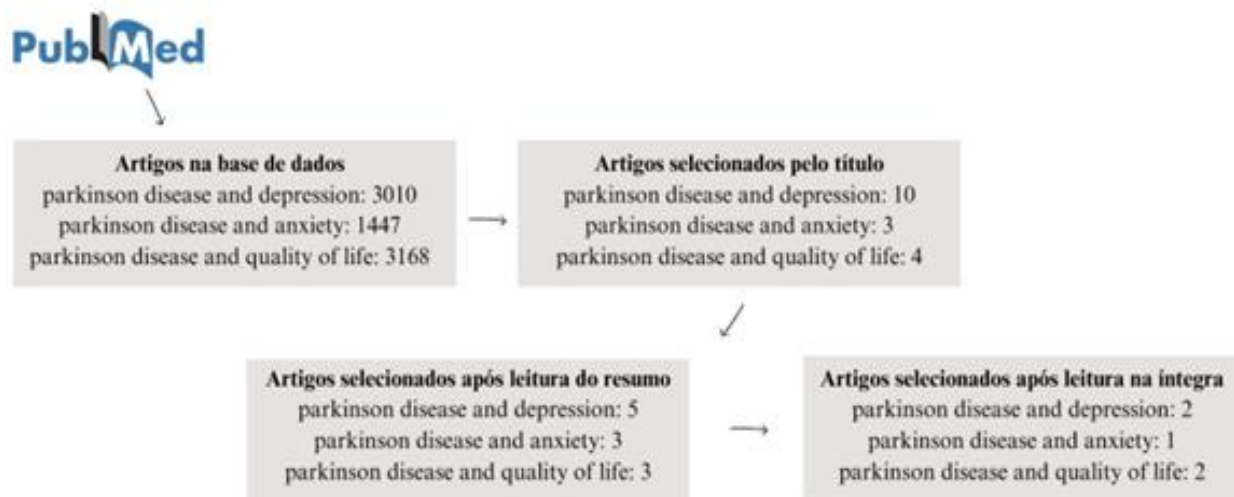 PubMed
Artigos na base de dados
parkinson disease and depression: 3010
parkinson disease and anxiety: 1447
parkinson disease and quality of life: 3168
Artigos selecionados pelo título
parkinson disease and depression: 10
parkinson disease and anxiety: 3
parkinson disease and quality of life: 4
Artigos selecionados após leitura do resumo
parkinson disease and depression: 5
parkinson disease and anxiety: 3
parkinson disease and quality of life: 3
Artigos selecionados após leitura na íntegra
parkinson disease and depression: 2
parkinson disease and anxiety: 1
parkinson disease and quality of life: 2